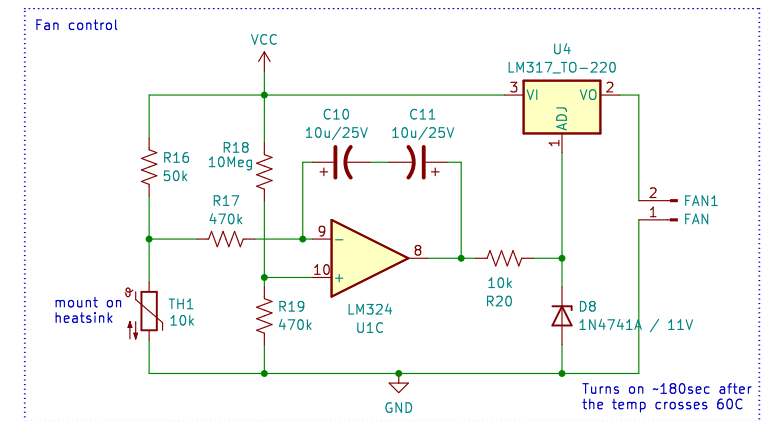 Fan control
VCC
U4
LM317_TO-220
3
VI
VO
2
ADJ
1
C10
10u/25V
C11
10u/25V
+
+
R16
50k
R18
10Meg
R17
470k
2
FAN1
1
FAN
9
-
8
10
+
10k
R20
θ
mount on
heatsink
TH1
10k
R19
470k
LM324
U1C
D8
1N4741A / 11V
GND
Turns on ~180sec after
the temp crosses 60C